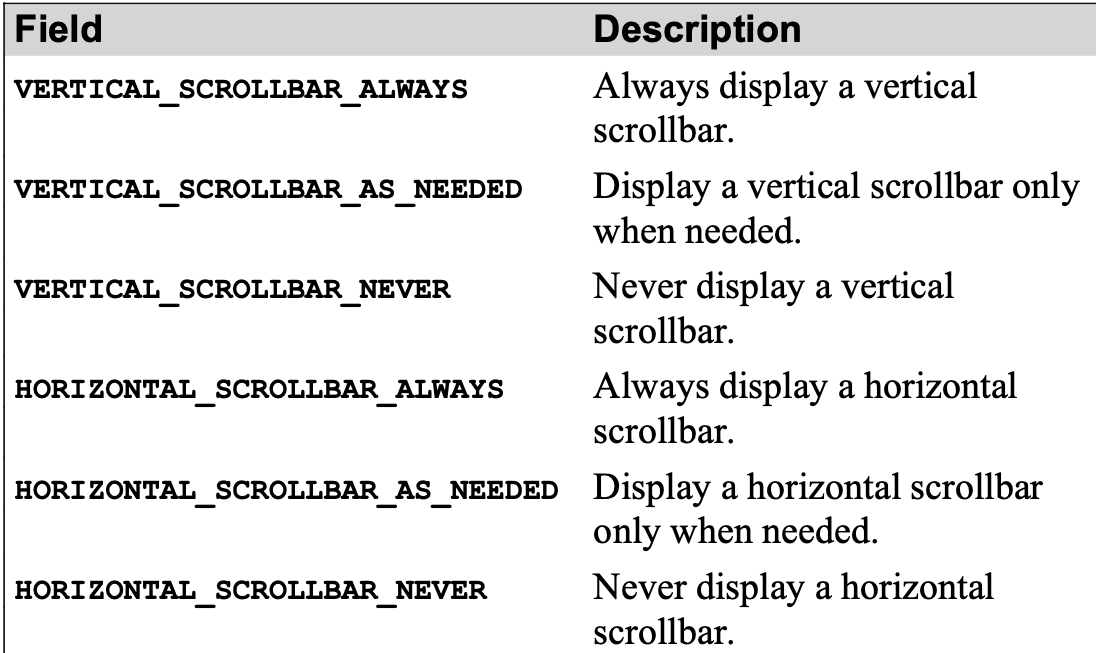 Field Description
VERTICAL_SCROLLBAR_ALWAYS Always display a vertical
scrollbar.
VERTICAL_SCROLLBAR_AS_NEEDED Display a vertical scrollbar only
when needed.
VERTICAL_SCROLLBAR_NEVER Never display a vertical
scrollbar.
HORIZONTAL_SCROLLBAR_ALWAYS Always display a horizontal
scrollbar.
HORIZONTAL_SCROLLBAR_AS_NEEDED Display a horizontal scrollbar
only when needed.
HORIZONTAL_SCROLLBAR_NEVER Never display a horizontal
scrollbar.